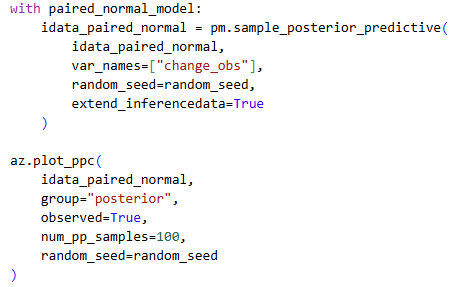 with paired_normal_model:
    idata_paired_normal = pm.sample_posterior_predictive(
        idata_paired_normal,
        var_names=["change_obs"],
        random_seed=random_seed,
        extend_inferencedata=True
    )

az.plot_ppc(
    idata_paired_normal,
    group="posterior",
    observed=True,
    num_pp_samples=100,
    random_seed=random_seed
)